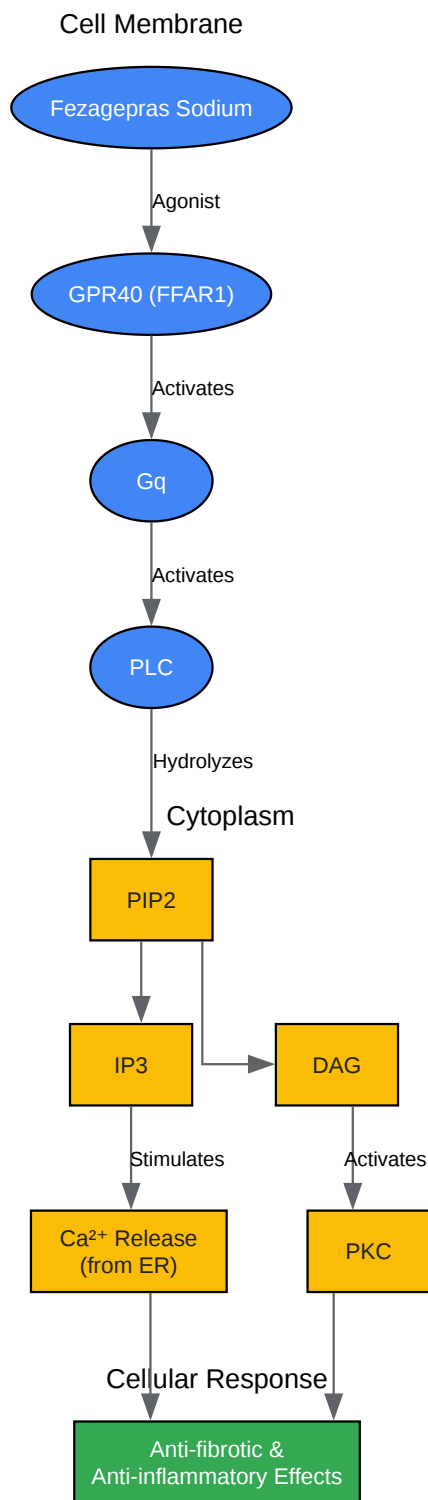 Cell Membrane
Fezagepras Sodium
Agonist
GPR40 (FFAR1)
Activates
Gq
Activates
PLC
Hydrolyzes
Cytoplasm
PIP2
IP3
DAG
Stimulates
Activates
Ca²⁺ Release
(from ER)
PKC
Cellular Response
Anti-fibrotic &
Anti-inflammatory Effects